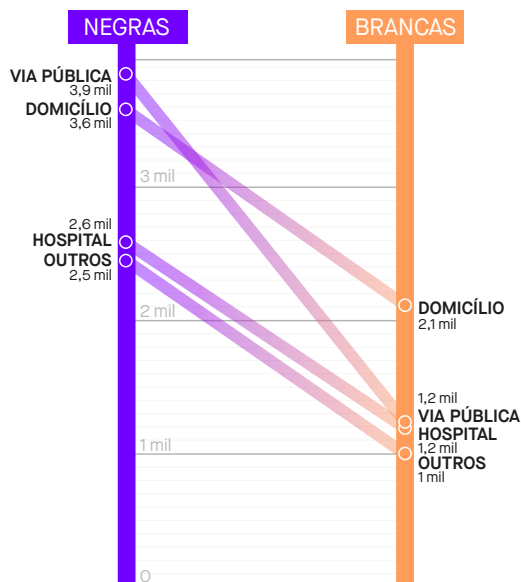 NEGRAS
BRANCAS
VIA PÚBLICA
3,9 mil
DOMICÍLIO
3,6 mil
3 mil
2,6 mil
HOSPITAL
OUTROS
2,5 mil
2 mil
DOMICÍLIO
2,1 mil
1,2 mil
VIA PÚBLICA
HOSPITAL
1,2 mil
1 mil
OUTROS
1 mil
0